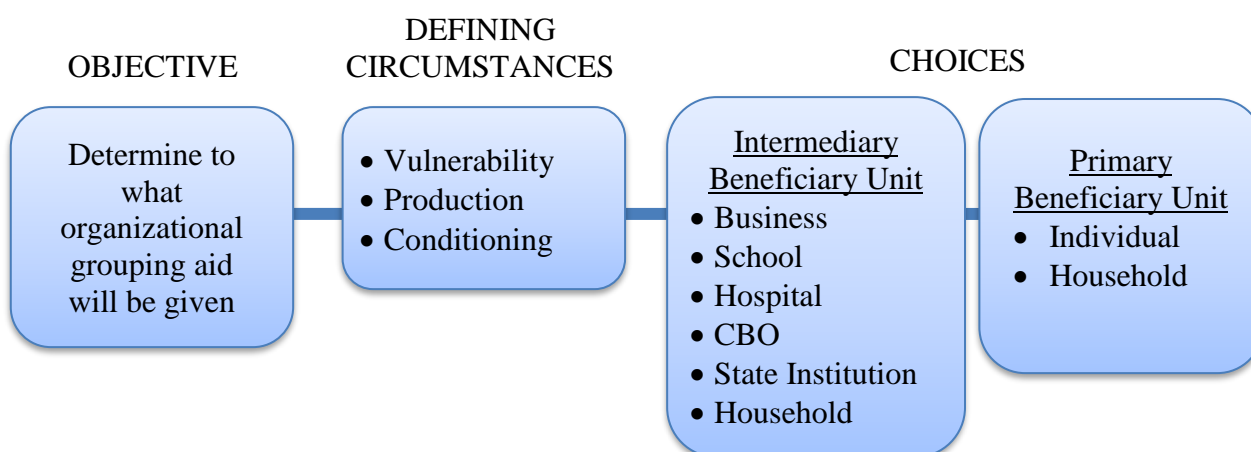 OBJECTIVE
DEFINING
CIRCUMSTANCES
CHOICES
Determine to
what
organizational
grouping aid
will be given
• Vulnerability
• Production
• Conditioning
Intermediary
Beneficiary Unit
• Business
• School
• Hospital
• CBO
• State Institution
• Household
Primary
Beneficiary Unit
• Individual
• Household